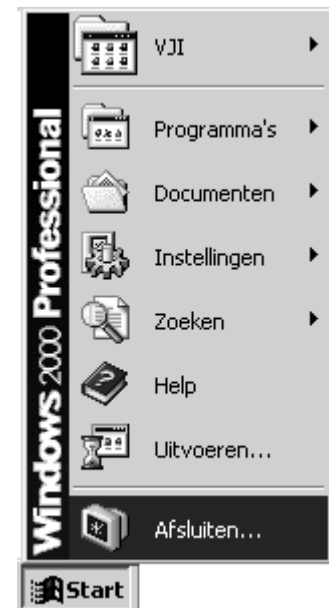 VJI
Programma's
Documenten
Instellingen
Zoeken
Help
Uitvoeren...
Afsluiten...
Windows 2000 Professional
Start